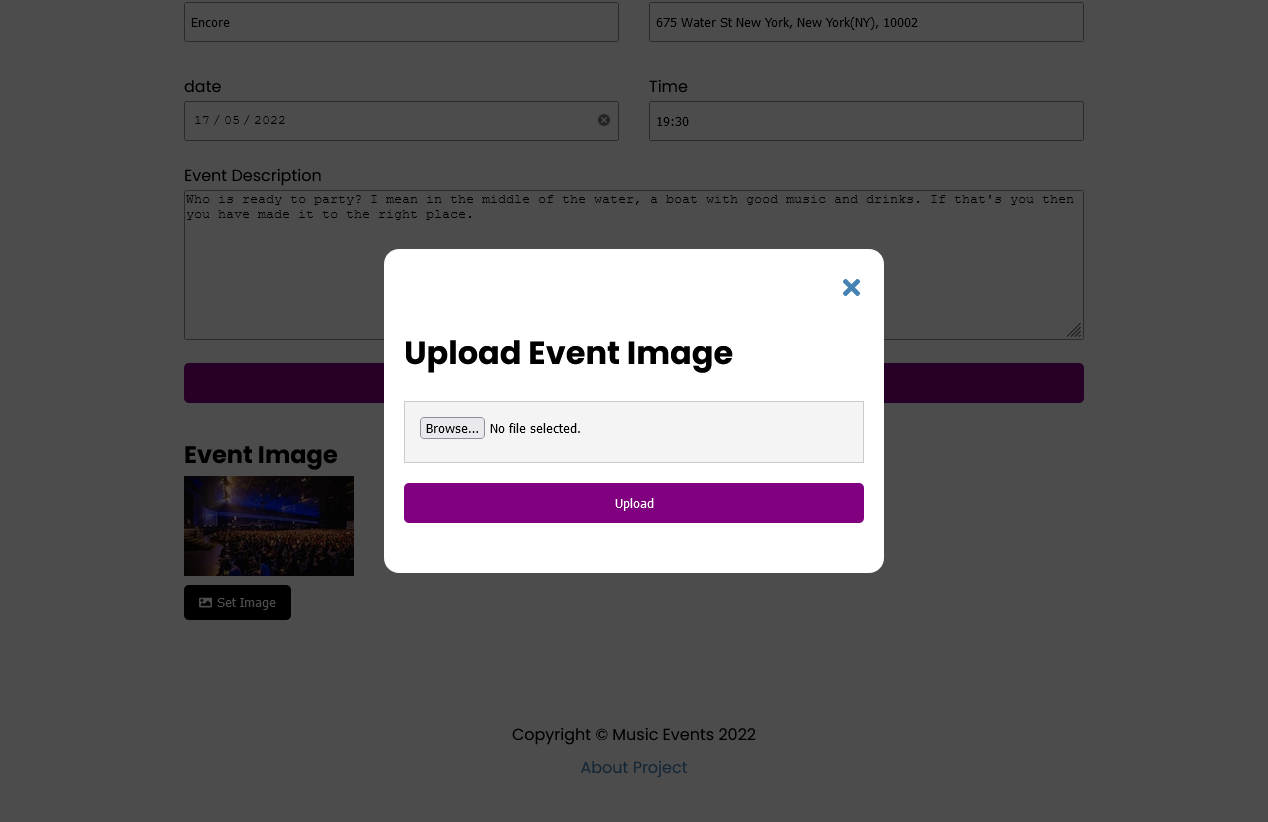 Encore
675 Water St New York, New York(NY), 10002
date
Time
17 / 05 / 2022
19:30
Event Description
Who is ready to party? I mean in the middle of the water, a boat with good music and drinks. If that's you then
you have made it to the right place.
Upload Event Image
Browse... No file selected.
Upload
Event Image
Set Image
Copyright © Music Events 2022
About Project